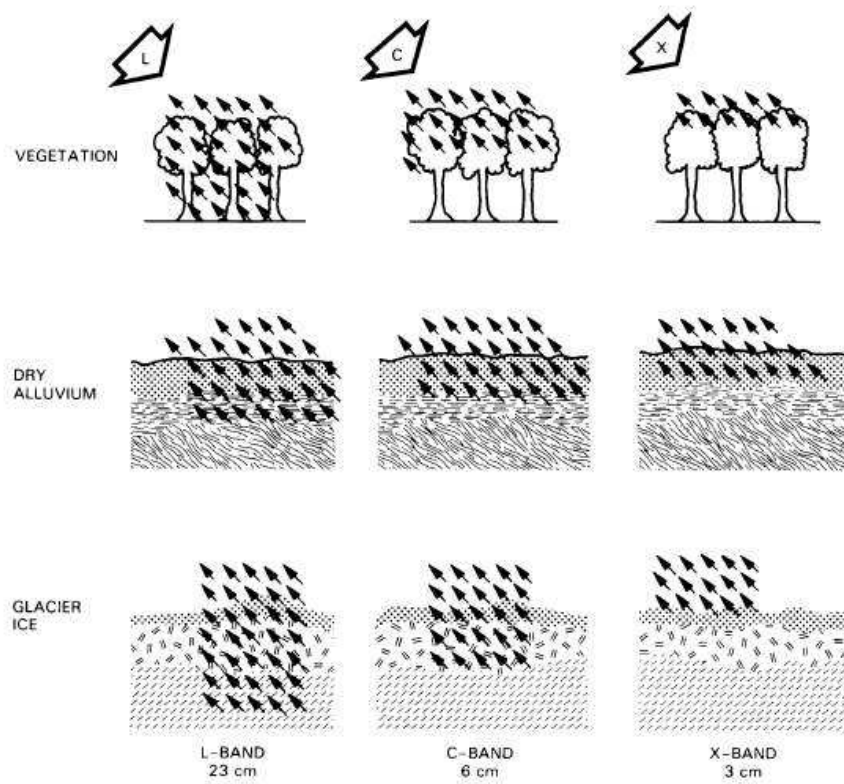 L
C
X
VEGETATION
DRY
ALLUVIUM
GLACIER
ICE
L-BAND
23 cm
C-BAND
6 cm
X-BAND
3 cm